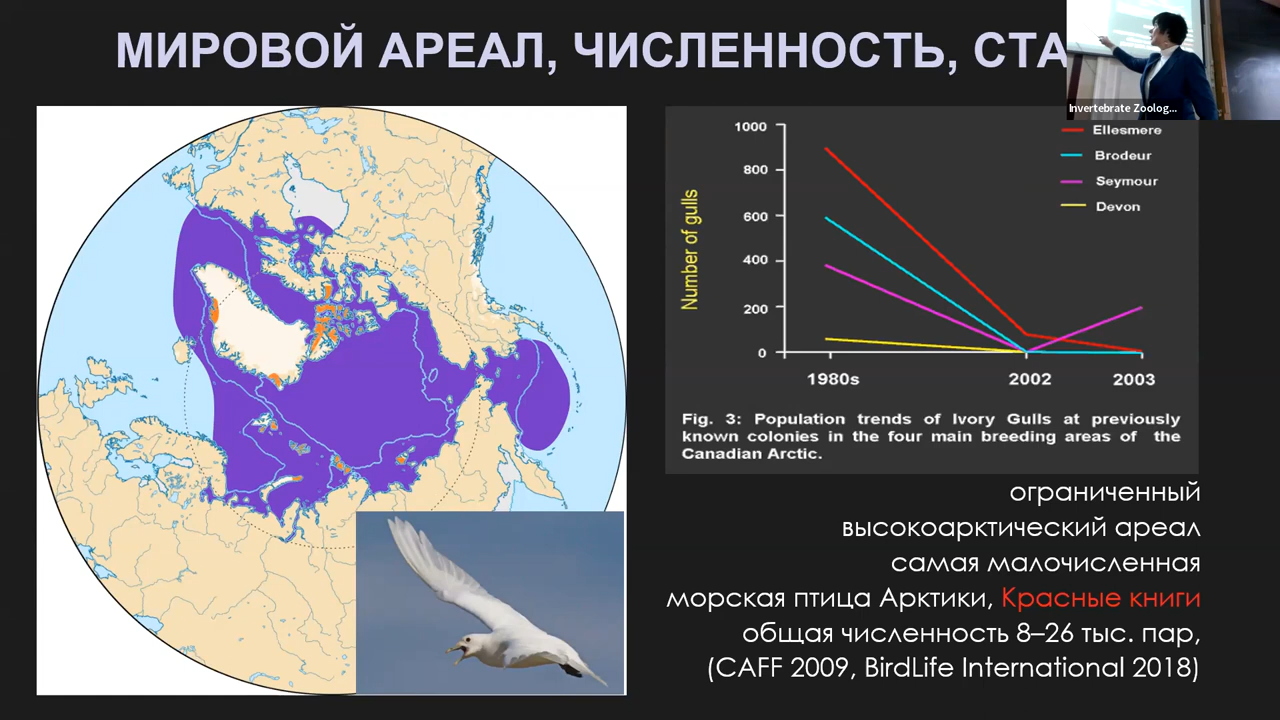 МИРОВОЙ АРЕАЛ, ЧИСЛЕННОСТЬ, СТА
Invertebrate Zoolog...
Number of gulls
1000
800
600
400
200
0
1980s
2002
2003
Ellesmere
Brodeur
Seymour
Devon
Fig. 3: Population trends of Ivory Gulls at previously
known colonies in the four main breeding areas of the
Canadian Arctic.
ограниченный
высокоарктический ареал
самая малочисленная
морская птица Арктики, Красные книги
общая численность 8–26 тыс. пар,
(CAFF 2009, BirdLife International 2018)